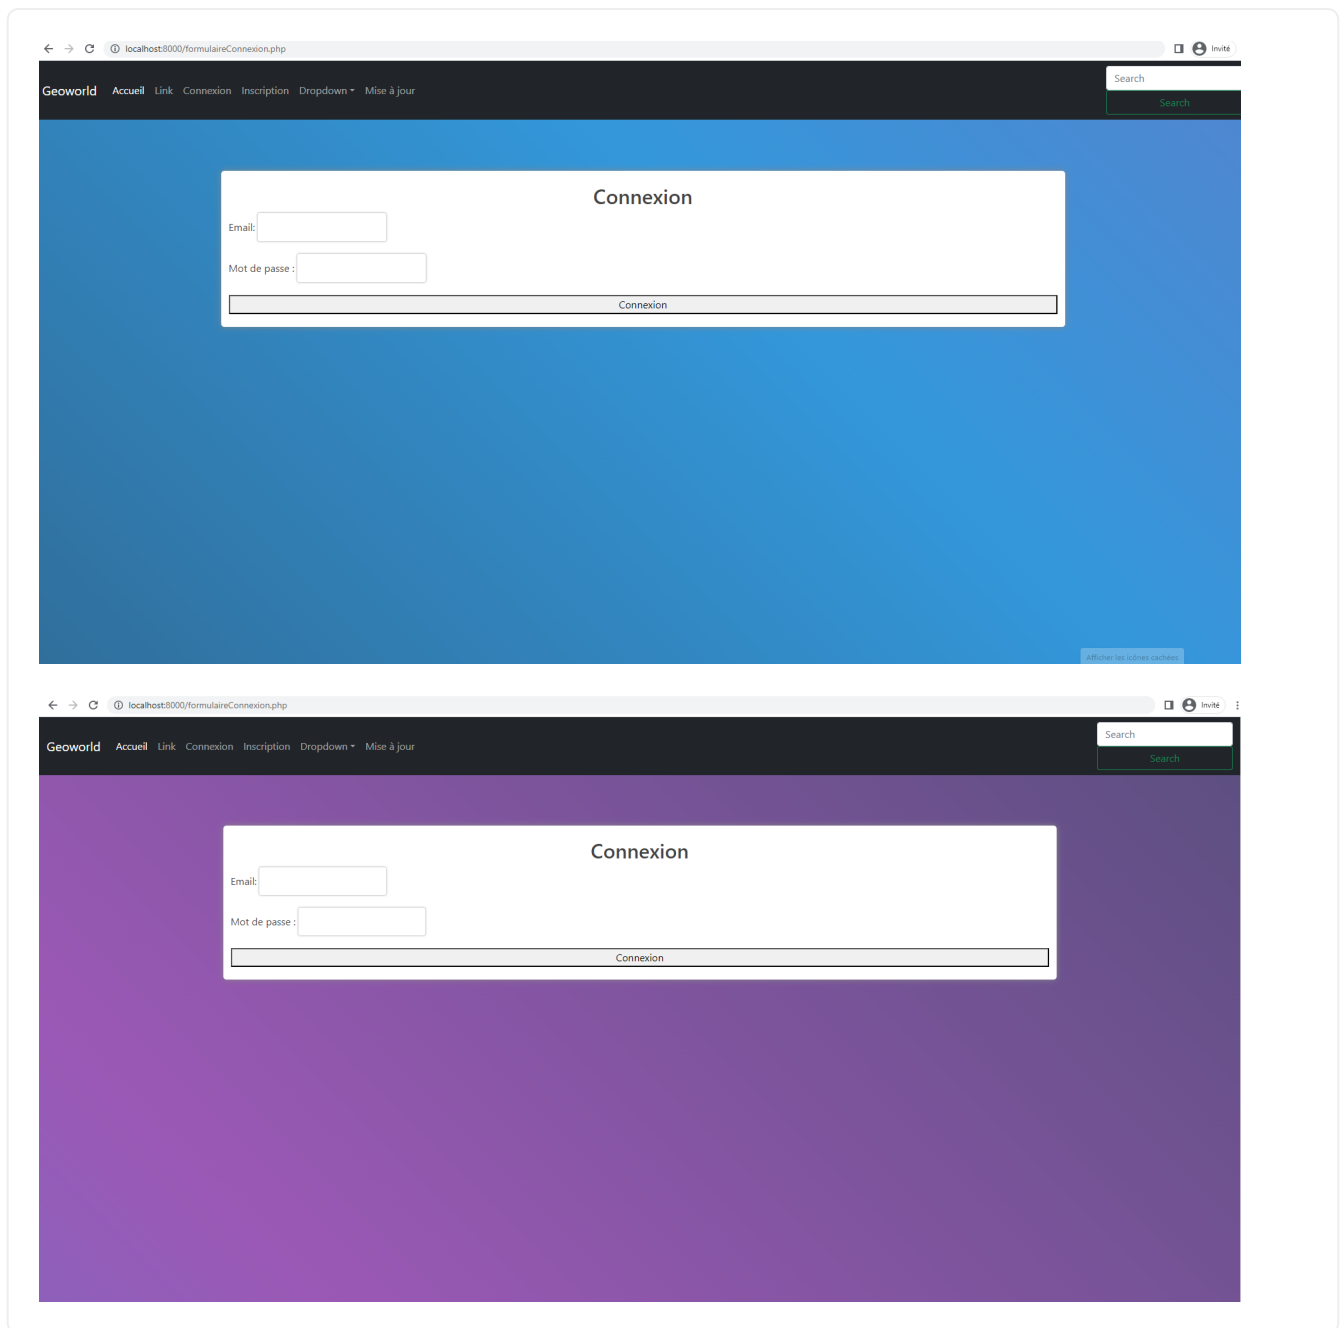 localhost:8000/formulaireConnexion.php Invité
Geoworld Accueil Link Connexion Inscription Dropdown Mise à jour Search
Search
Connexion
Email:
Mot de passe :
Connexion
Afficher les icônes cachées
localhost:8000/formulaireConnexion.php Invité
Geoworld Accueil Link Connexion Inscription Dropdown Mise à jour Search
Search
Connexion
Email:
Mot de passe :
Connexion